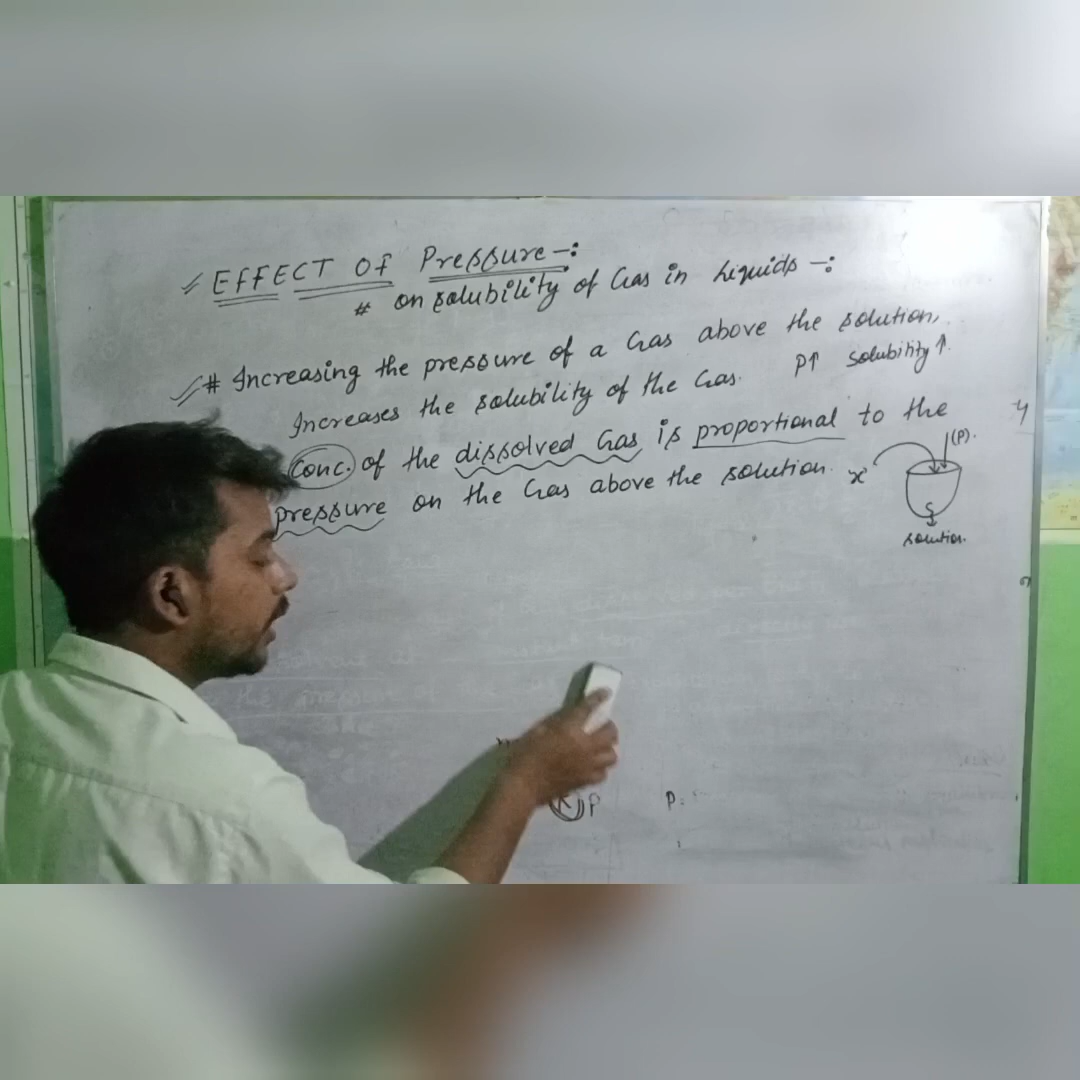 EFFECT OF Pressure -:
# on solubility of Gas in Liquids -:
# Increasing the pressure of a Gas above the solution,
Increases the solubility of the Gas. P↑ solubility↑.
Conc. of the dissolved Gas is proportional to the
pressure on the Gas above the solution.
(P).
x
solution.
P
P: